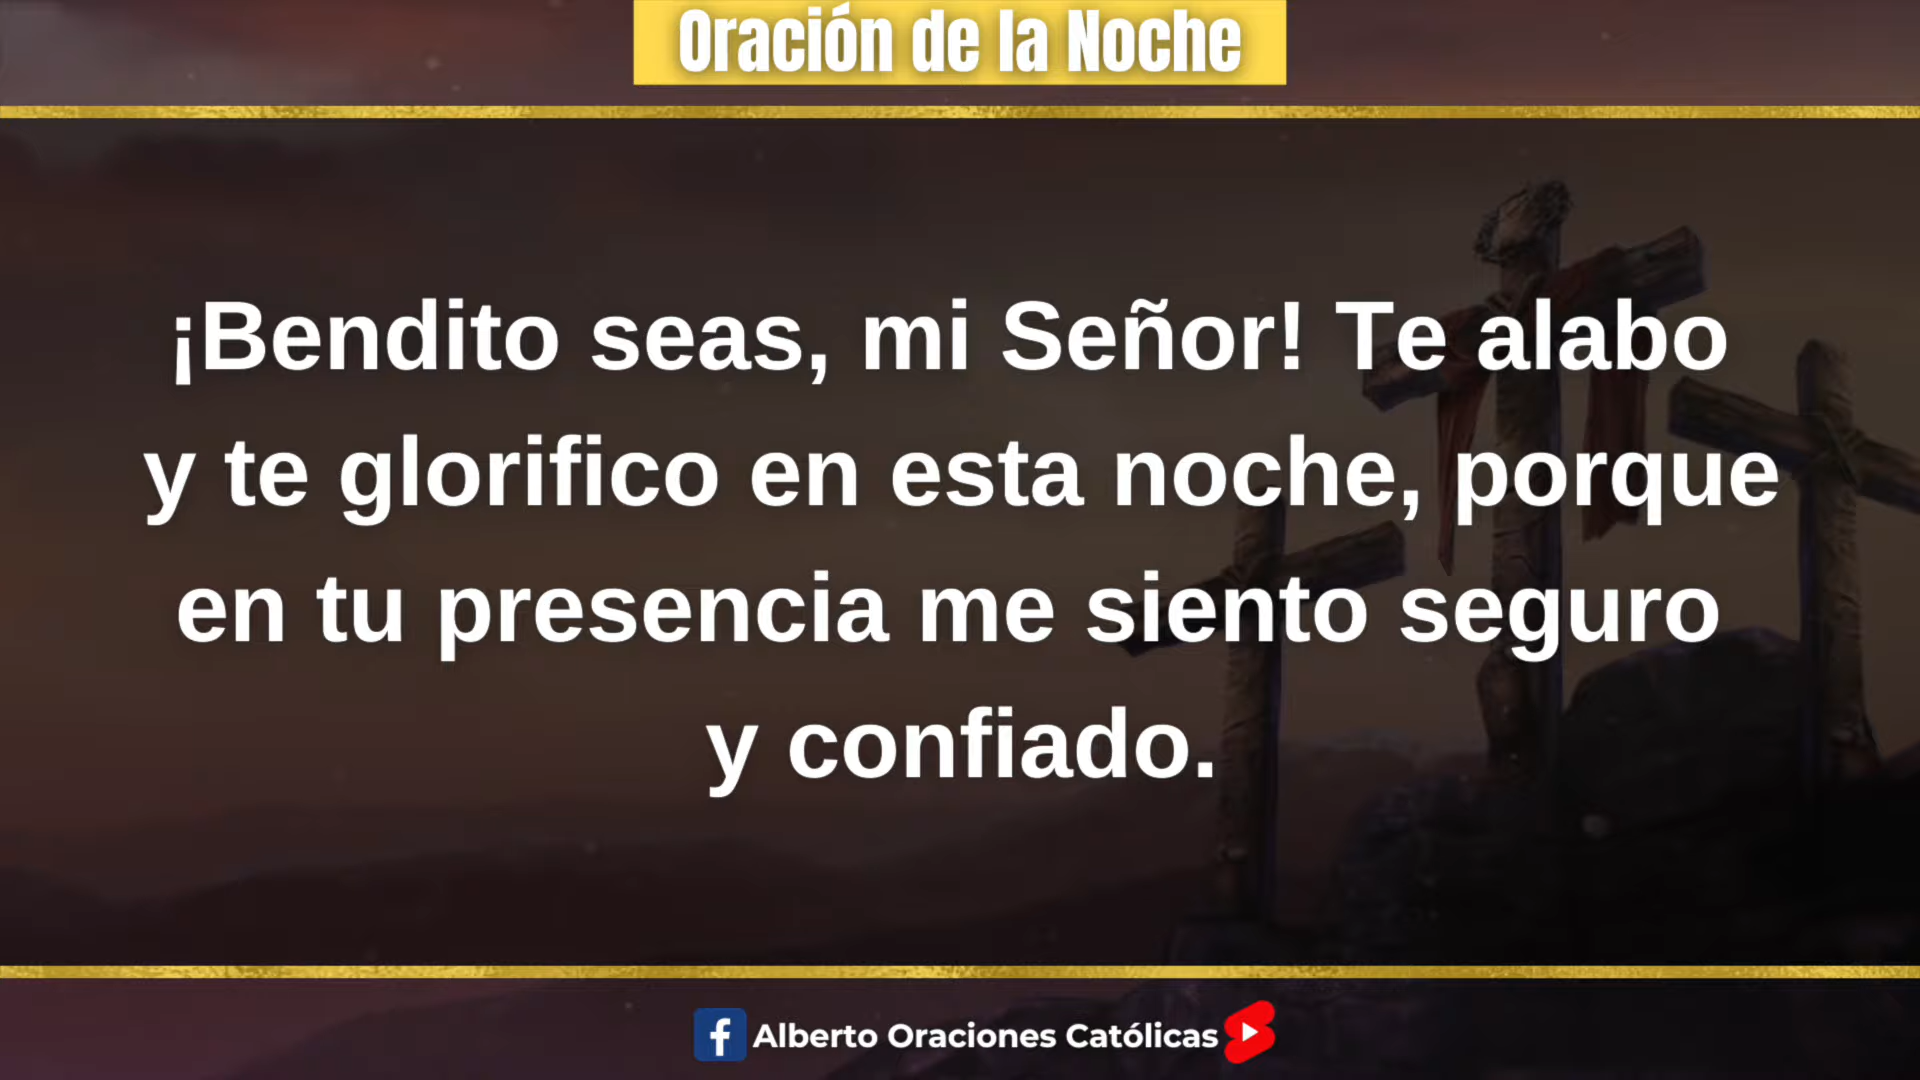 Oración de la Noche
¡Bendito seas, mi Señor! Te alabo
y te glorifico en esta noche, porque
en tu presencia me siento seguro
y confiado.
Alberto Oraciones Católicas